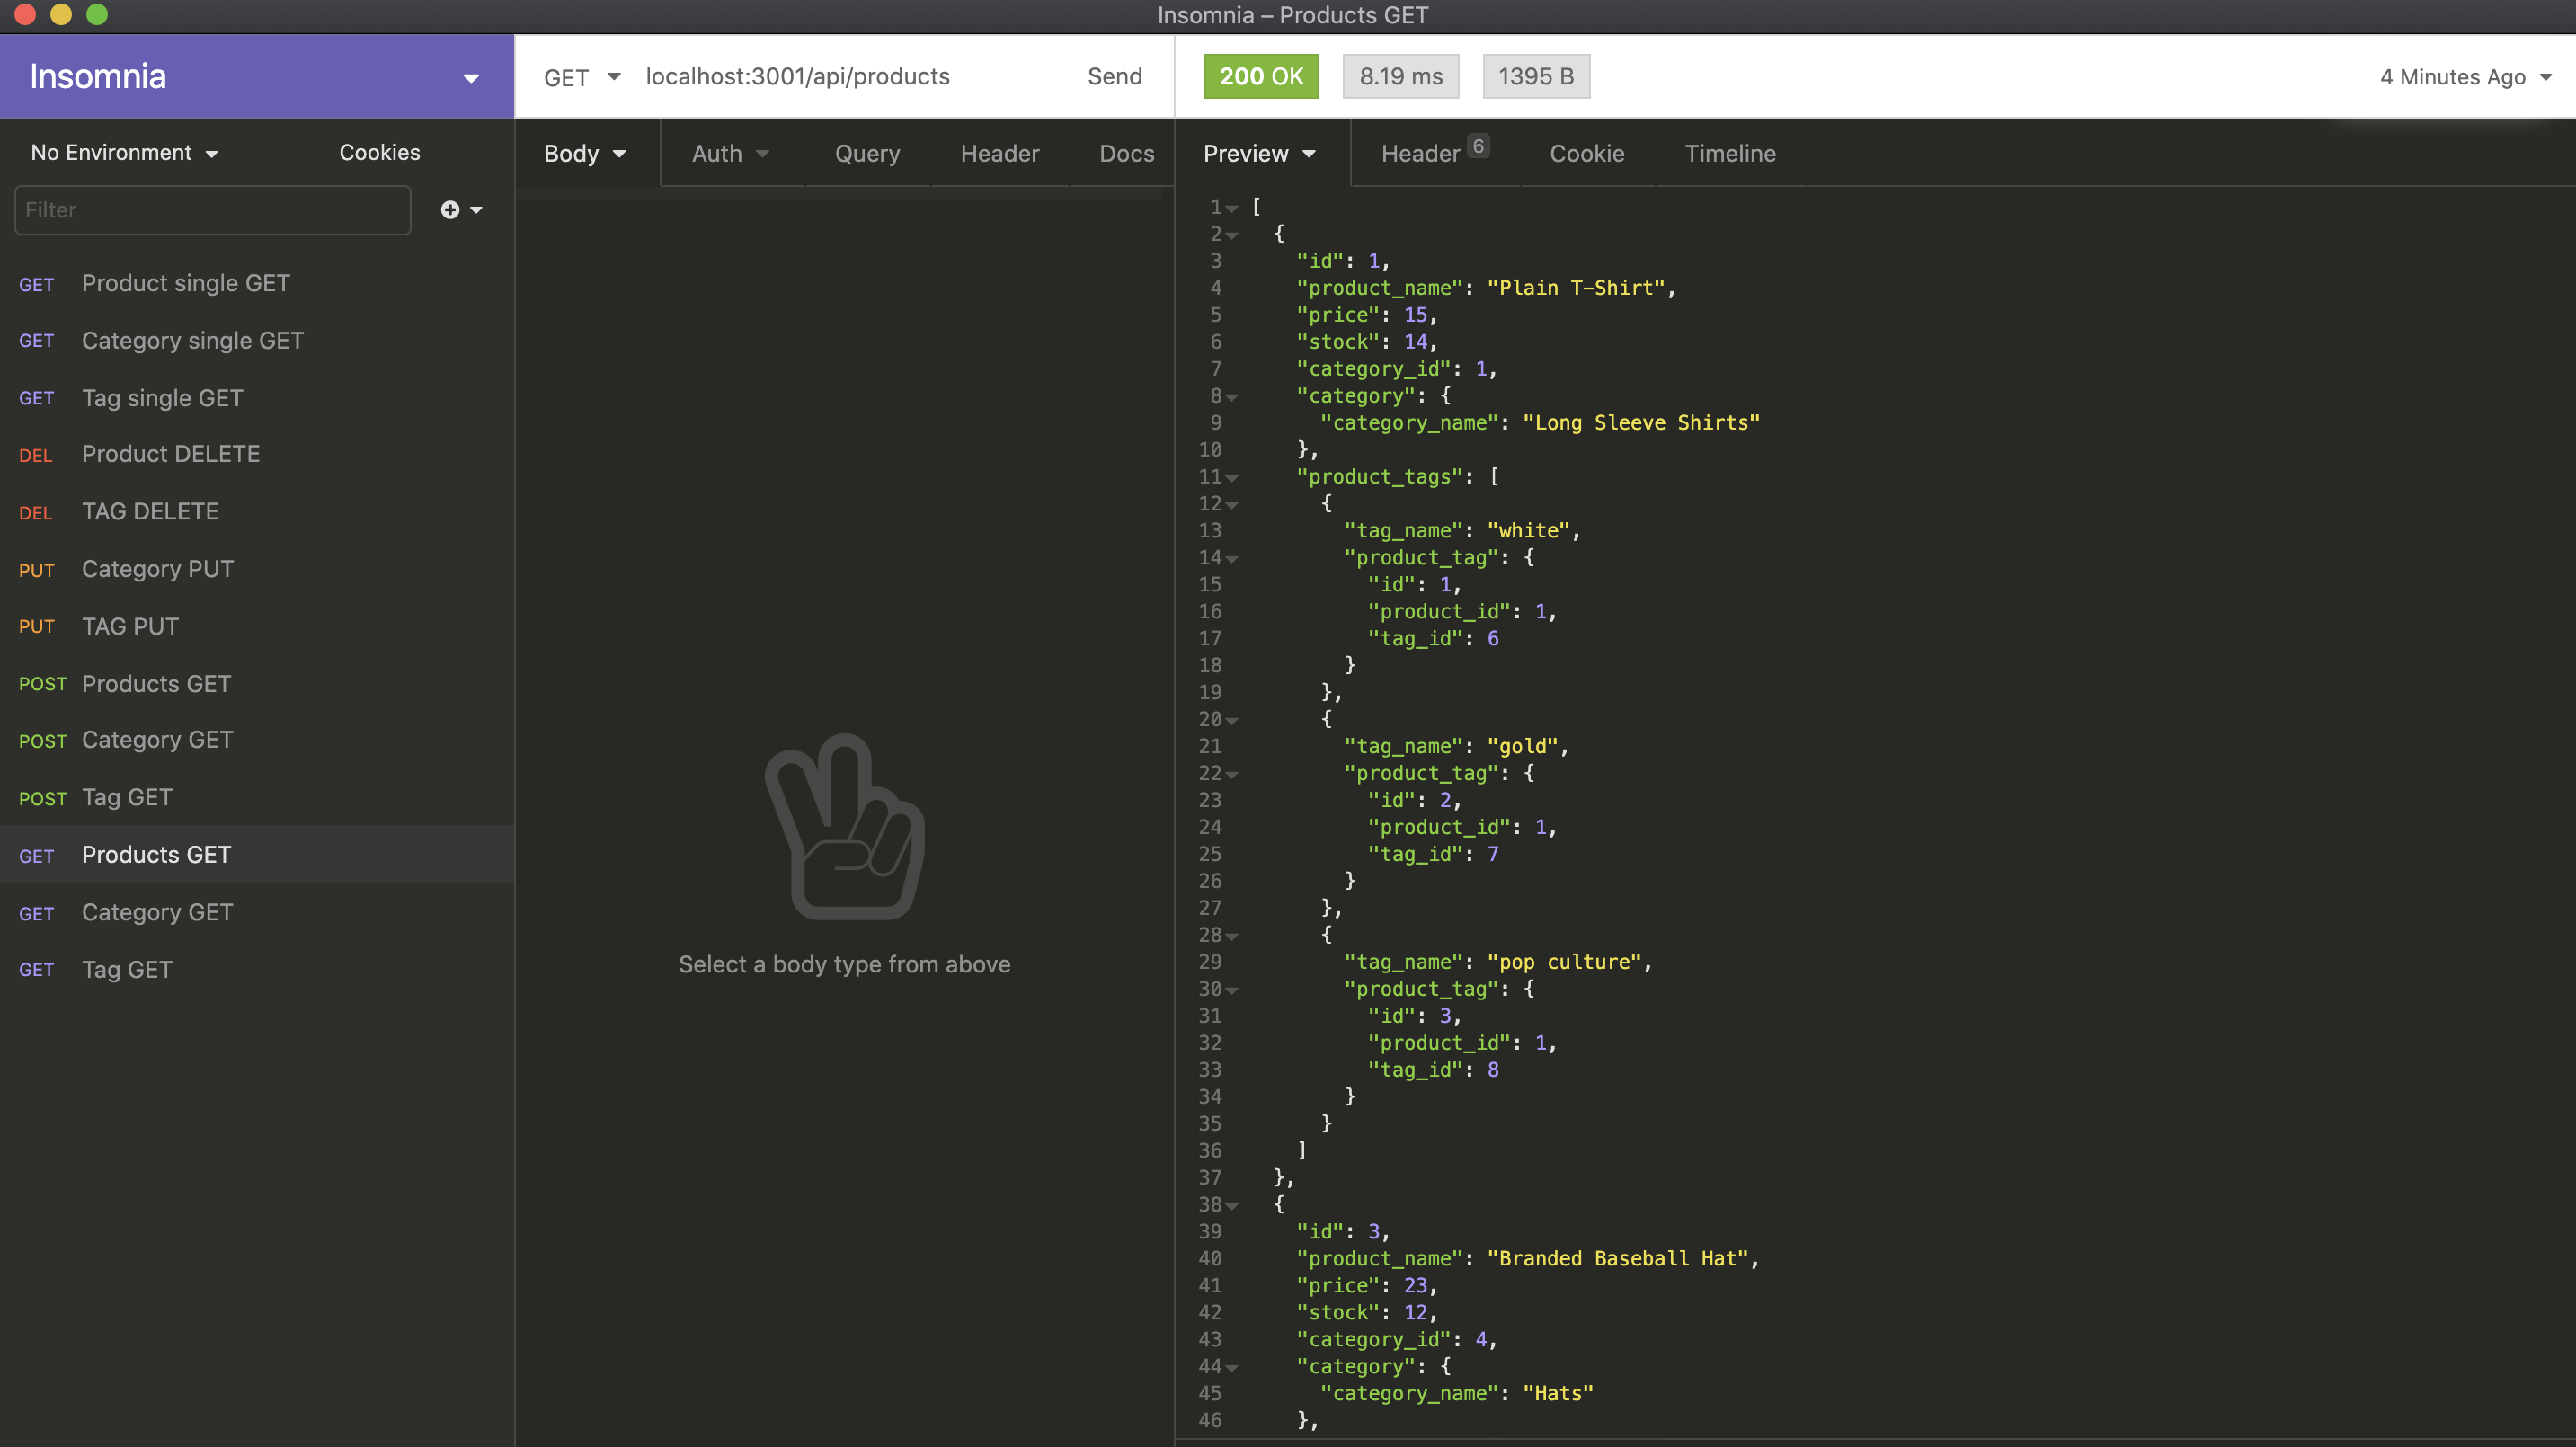 Insomnia – Products GET
Insomnia
GET localhost:3001/api/products Send
200 OK 8.19 ms 1395 B 4 Minutes Ago
No Environment Cookies
Filter
GET Product single GET
GET Category single GET
GET Tag single GET
DEL Product DELETE
DEL TAG DELETE
PUT Category PUT
PUT TAG PUT
POST Products GET
POST Category GET
POST Tag GET
GET Products GET
GET Category GET
GET Tag GET
Body Auth Query Header Docs
Select a body type from above
Preview Header 6 Cookie Timeline
1 [
2 {
3 "id": 1,
4 "product_name": "Plain T-Shirt",
5 "price": 15,
6 "stock": 14,
7 "category_id": 1,
8 "category": {
9 "category_name": "Long Sleeve Shirts"
10 },
11 "product_tags": [
12 {
13 "tag_name": "white",
14 "product_tag": {
15 "id": 1,
16 "product_id": 1,
17 "tag_id": 6
18 }
19 },
20 {
21 "tag_name": "gold",
22 "product_tag": {
23 "id": 2,
24 "product_id": 1,
25 "tag_id": 7
26 }
27 },
28 {
29 "tag_name": "pop culture",
30 "product_tag": {
31 "id": 3,
32 "product_id": 1,
33 "tag_id": 8
34 }
35 }
36 ]
37 },
38 {
39 "id": 3,
40 "product_name": "Branded Baseball Hat",
41 "price": 23,
42 "stock": 12,
43 "category_id": 4,
44 "category": {
45 "category_name": "Hats"
46 },